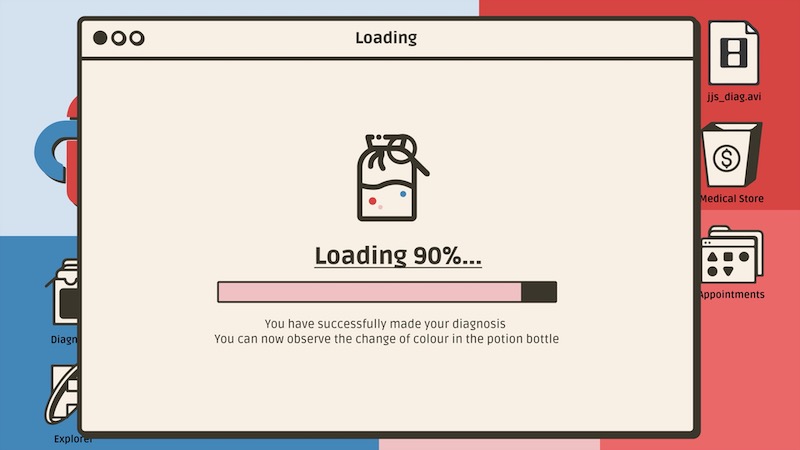 Loading
jjs_diag.avi
Medical Store
Appointments
Loading 90%...
You have successfully made your diagnosis
You can now observe the change of colour in the potion bottle
Diagn
Explorer